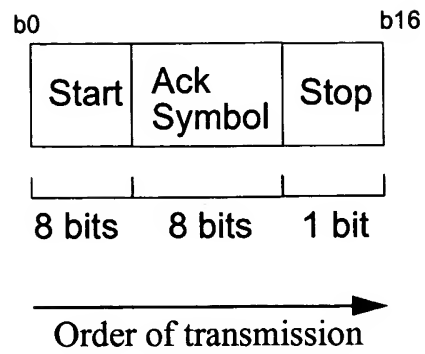 b0 b16
Start Ack Symbol Stop
8 bits 8 bits 1 bit
Order of transmission